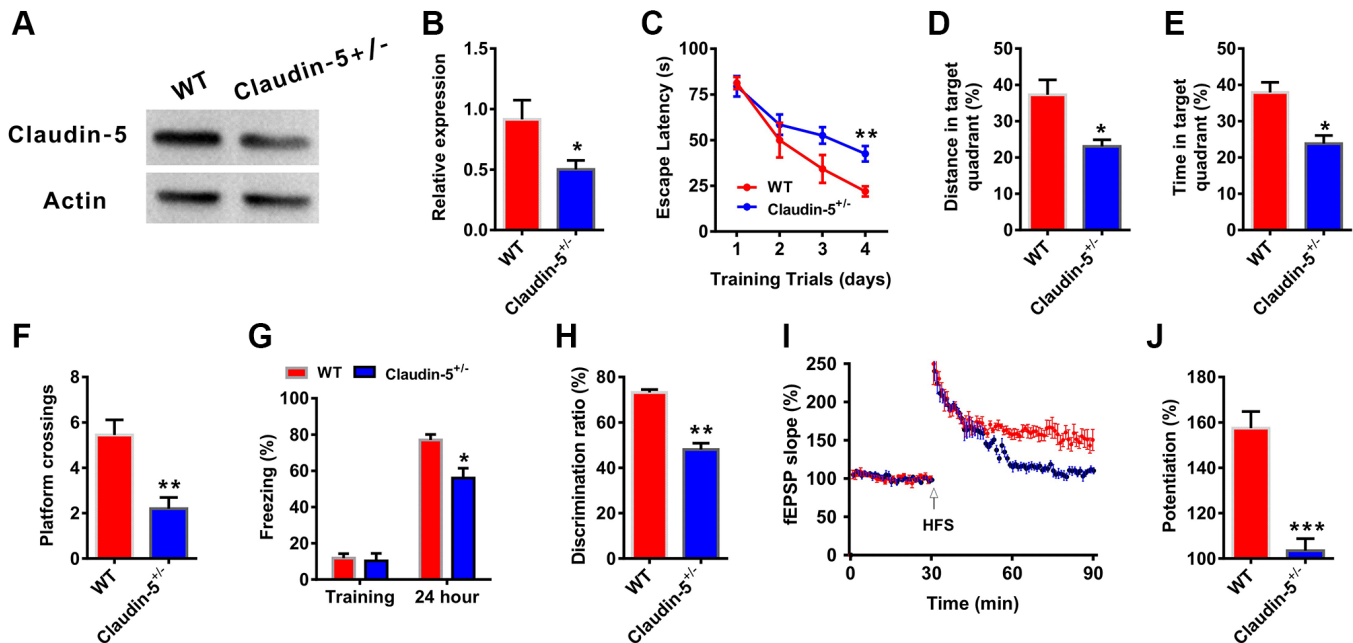 A
WT
Claudin-5+/-
Claudin-5
Actin
B
Relative expression
1.5
1.0
0.5
0.0
*
WT
Claudin-5+/-
C
Escape Latency (s)
100
75
50
25
0
**
WT
Claudin-5+/-
1 2 3 4
Training Trials (days)
D
Distance in target
quadrant (%)
50
40
30
20
10
0
*
WT
Claudin-5+/-
E
Time in target
quadrant (%)
50
40
30
20
10
0
*
WT
Claudin-5+/-
F
Platform crossings
8
6
4
2
0
**
WT
Claudin-5+/-
G
WT Claudin-5+/-
Freezing (%)
100
80
60
40
20
0
*
Training 24 hour
H
Discrimination ratio (%)
80
60
40
20
0
**
WT
Claudin-5+/-
I
fEPSP slope (%)
250
200
150
100
50
0
HFS
0 30 60 90
Time (min)
J
Potentiation (%)
180
160
140
120
100
***
WT
Claudin-5+/-